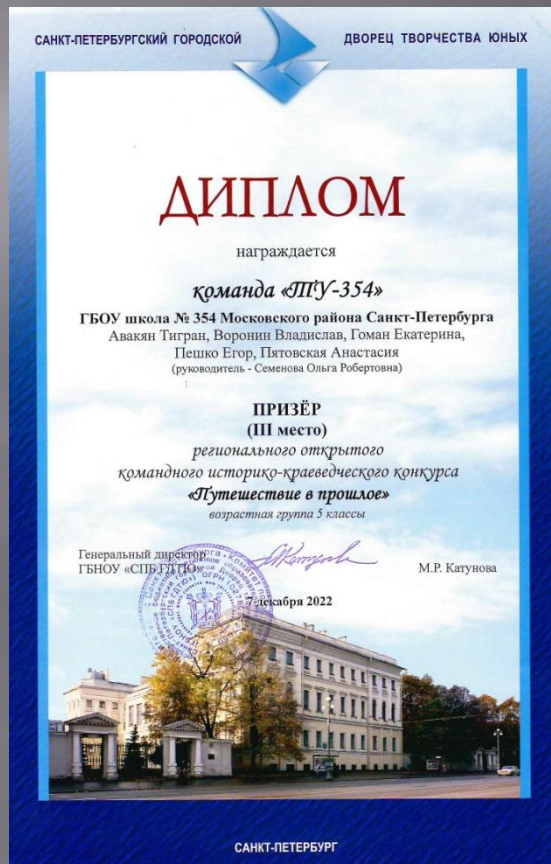 САНКТ-ПЕТЕРБУРГСКИЙ ГОРОДСКОЙ ДВОРЕЦ ТВОРЧЕСТВА ЮНЫХ
ДИПЛОМ
награждается
команда «ТУ-354»
ГБОУ школа № 354 Московского района Санкт-Петербурга
Авакян Тигран, Воронин Владислав, Гоман Екатерина,
Пешко Егор, Пятовская Анастасия
(руководитель - Семенова Ольга Робертовна)
ПРИЗЁР
(III место)
регионального открытого
командного историко-краеведческого конкурса
«Путешествие в прошлое»
возрастная группа 5 классы
Генеральный директор
ГБНОУ «СПБ ГДТЮ» М.Р. Катунова
7 декабря 2022
САНКТ-ПЕТЕРБУРГ